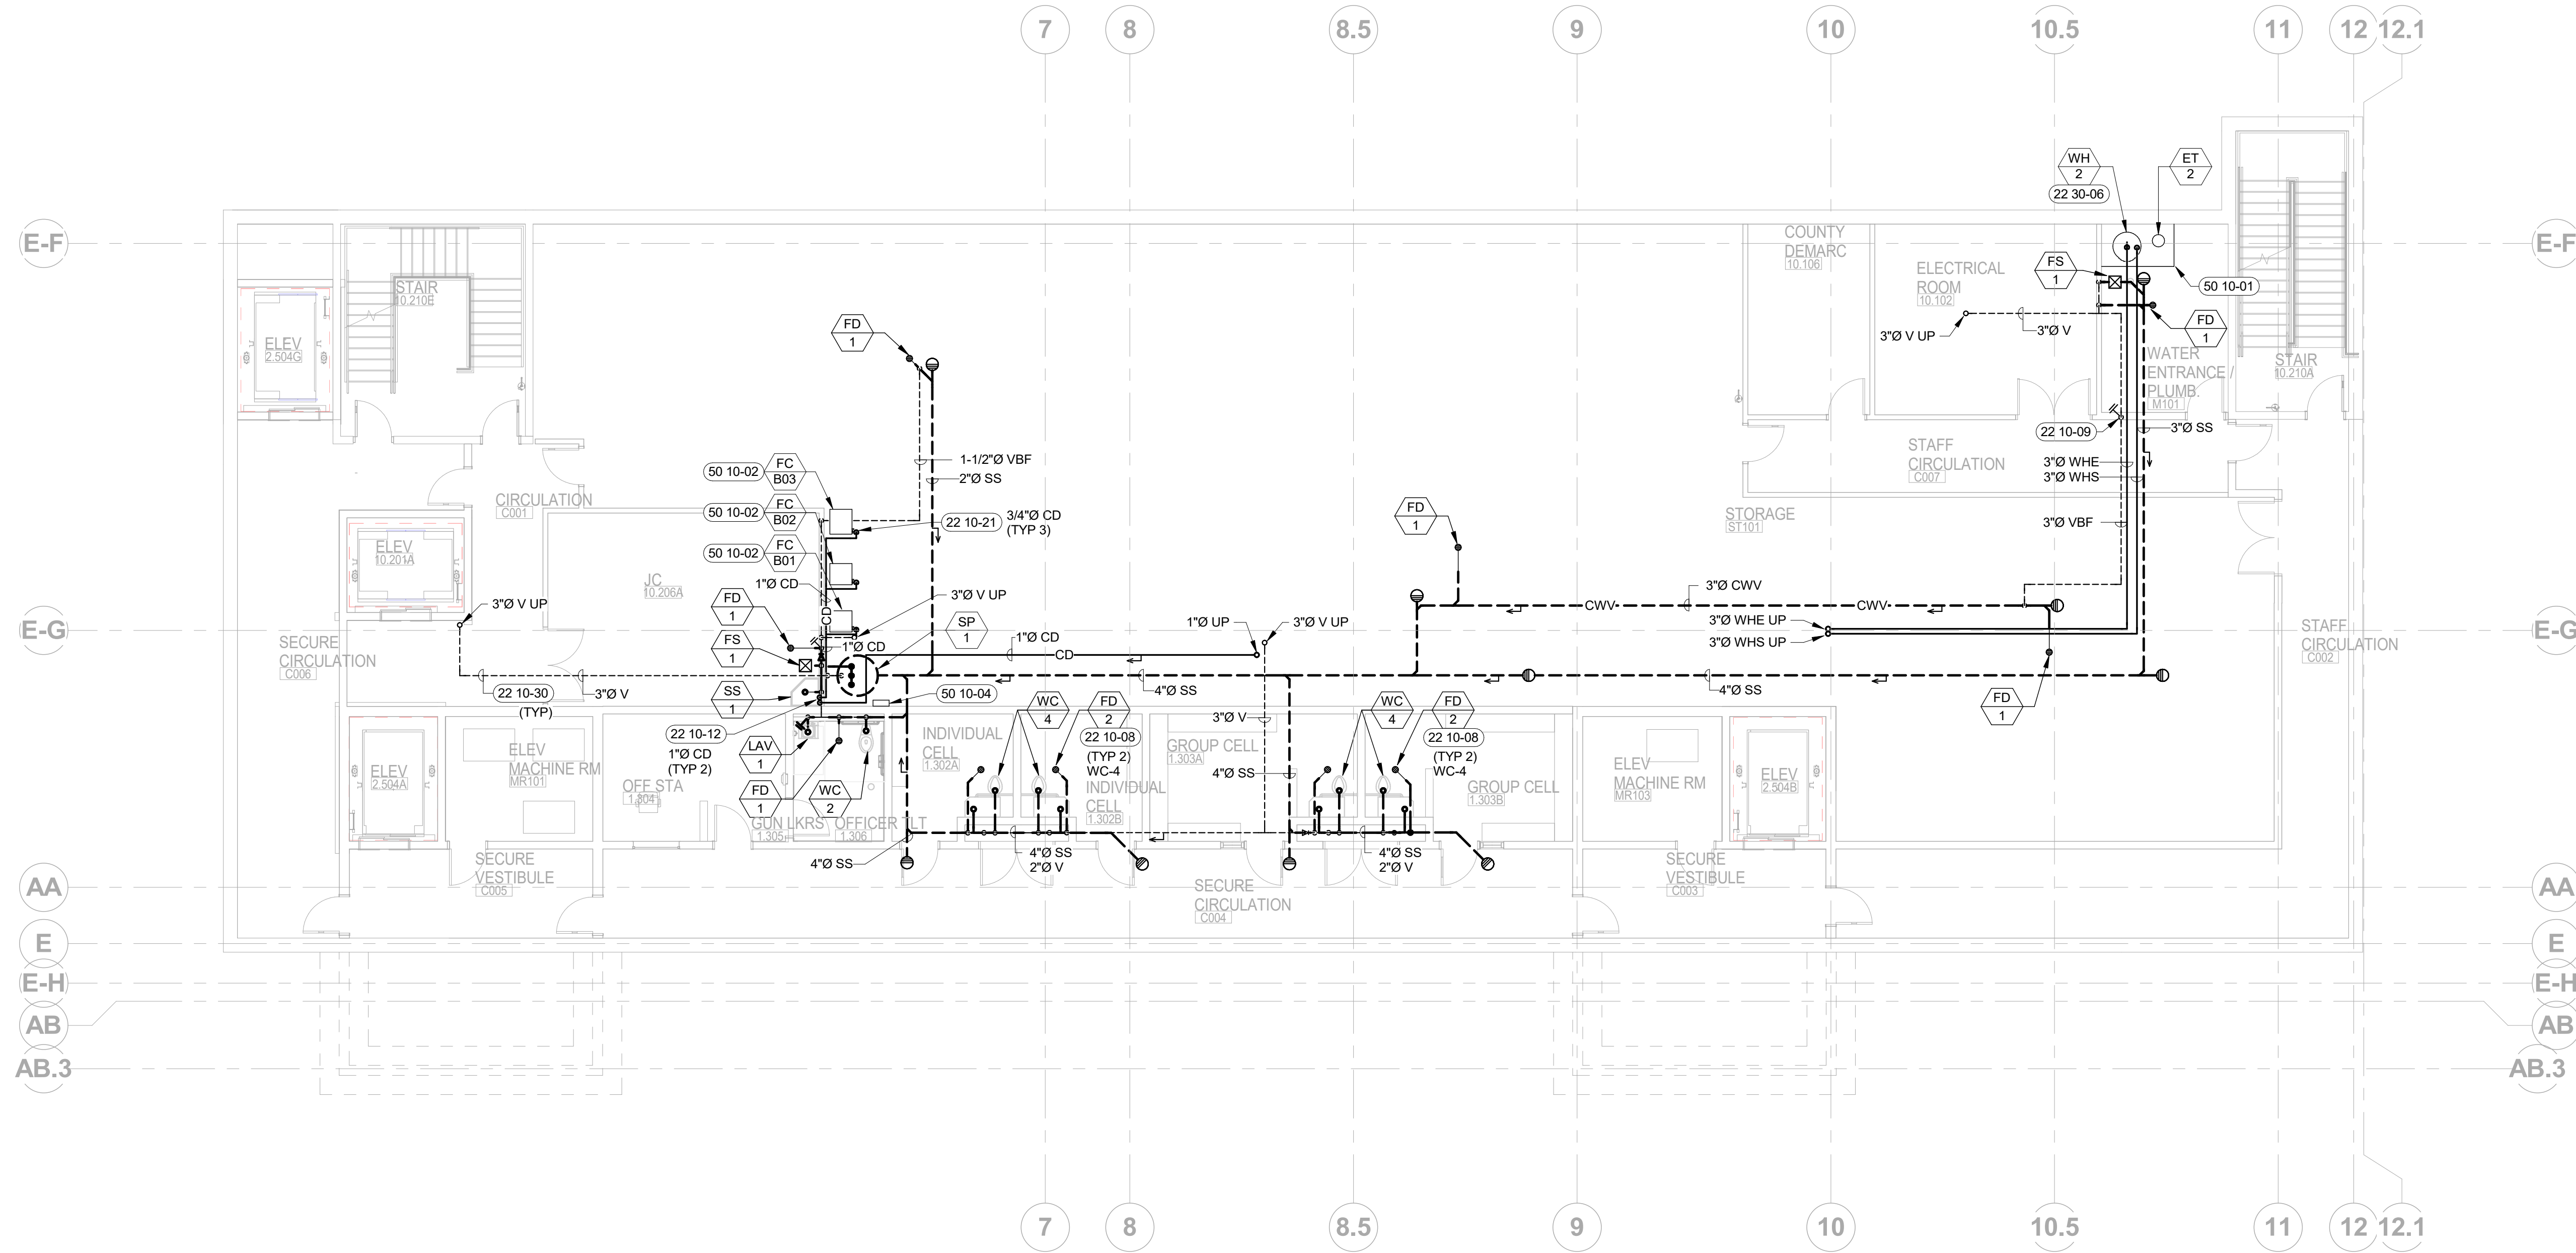 7
8
8.5
9
10
10.5
11
12
12.1
WH
2
22 30-06
ET
2
E-F
E-F
COUNTY
DEMARC
10.106
ELECTRICAL
ROOM
10.102
FS
1
50 10-01
STAIR
10.210E
3"Ø V UP
3"Ø V
FD
1
FD
1
ELEV
2.504G
WATER
ENTRANCE /
PLUMB.
M101
STAIR
10.210A
22 10-09
3"Ø SS
STAFF
CIRCULATION
C007
3"Ø WHE
3"Ø WHS
1-1/2"Ø VBF
2"Ø SS
50 10-02
FC
B03
50 10-02
FC
B02
50 10-02
FC
B01
CIRCULATION
C001
22 10-21
3/4"Ø CD
(TYP 3)
FD
1
STORAGE
ST101
3"Ø VBF
ELEV
10.201A
JC
10.206A
1"Ø CD
CD
3"Ø V UP
3"Ø V UP
FD
1
SP
1
1"Ø UP
3"Ø V UP
3"Ø CWV
CWV
CWV
3"Ø WHE UP
3"Ø WHS UP
E-G
E-G
SECURE
CIRCULATION
C006
FS
1
1"Ø CD
1"Ø CD
CD
STAFF
CIRCULATION
C002
22 10-30
(TYP)
3"Ø V
SS
1
50 10-04
4"Ø SS
4"Ø SS
FD
1
22 10-12
1"Ø CD
(TYP 2)
LAV
1
FD
1
WC
2
INDIVIDUAL
CELL
1.302A
WC
4
FD
2
22 10-08
(TYP 2)
WC-4
INDIVIDUAL
CELL
1.302B
3"Ø V
GROUP CELL
1.303A
4"Ø SS
WC
4
FD
2
22 10-08
(TYP 2)
WC-4
GROUP CELL
1.303B
ELEV
MACHINE RM
MR103
ELEV
2.504B
ELEV
2.504A
ELEV
MACHINE RM
MR101
OFF STA
1.304
GUN LKRS
1.305
OFFICER TLT
1.306
4"Ø SS
4"Ø SS
2"Ø V
4"Ø SS
2"Ø V
SECURE
VESTIBULE
C005
SECURE
CIRCULATION
C004
SECURE
VESTIBULE
C003
AA
AA
E
E
E-H
E-H
AB
AB
AB.3
AB.3
7
8
8.5
9
10
10.5
11
12
12.1